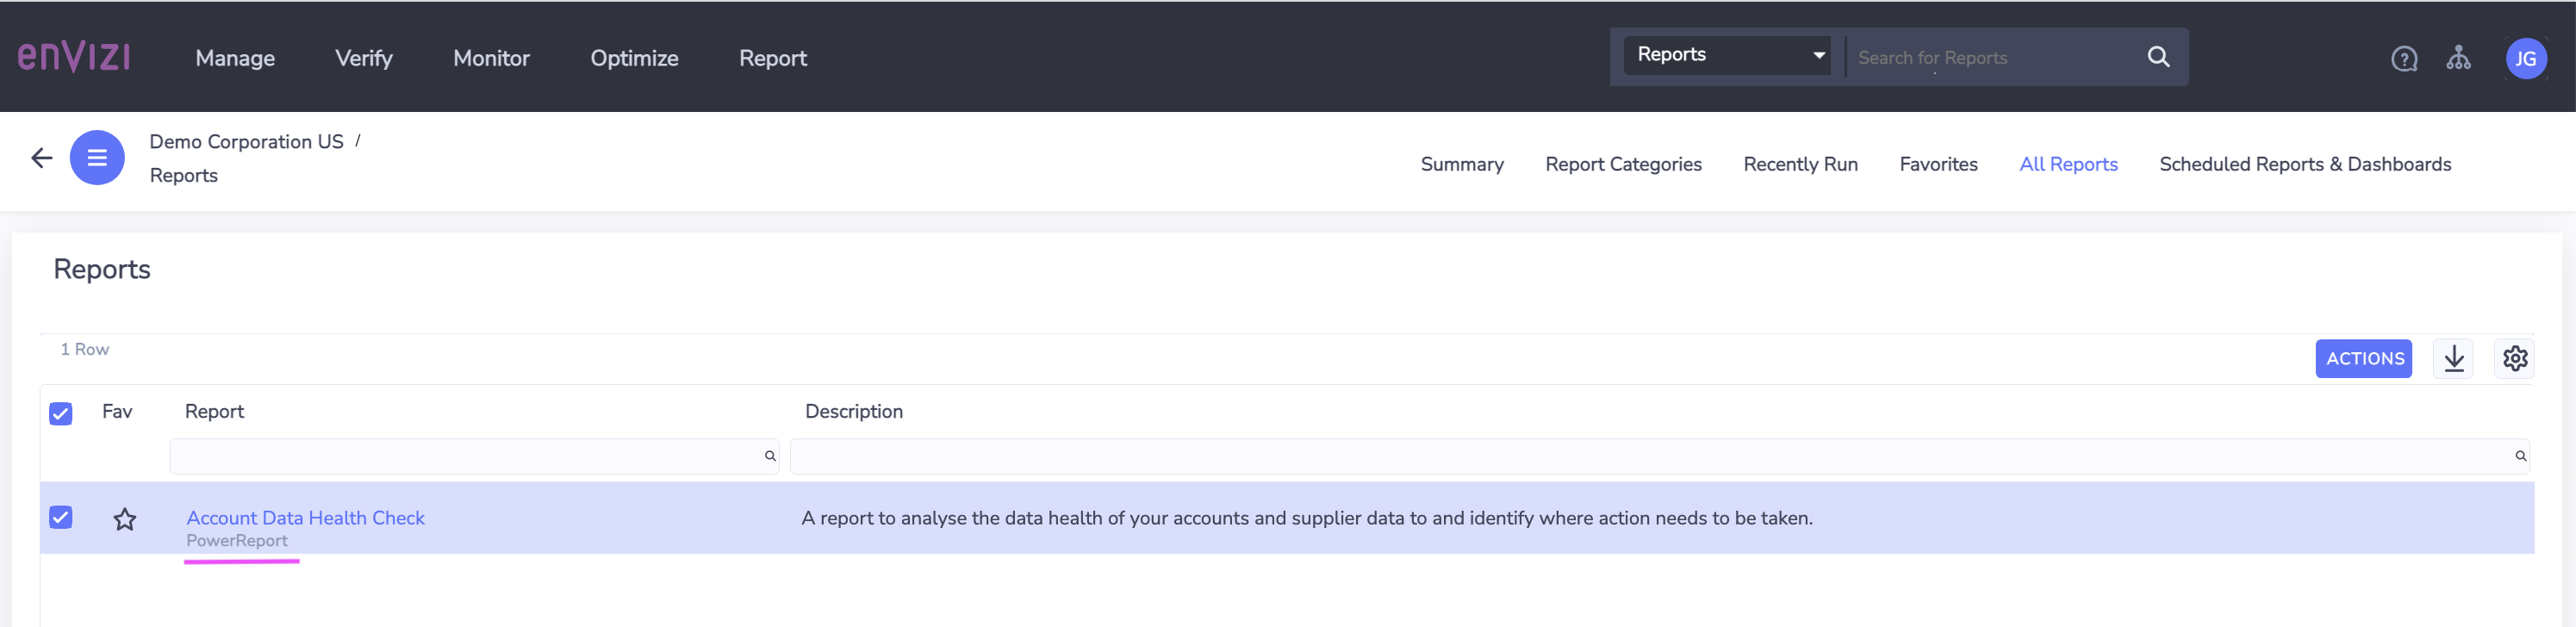 enVIZI
Manage Verify Monitor Optimize Report
Reports
Search for Reports
JG
Demo Corporation US /
Reports
Summary Report Categories Recently Run Favorites All Reports Scheduled Reports & Dashboards
Reports
1 Row
ACTIONS
Fav Report Description
Account Data Health Check
A report to analyse the data health of your accounts and supplier data to and identify where action needs to be taken.
PowerReport